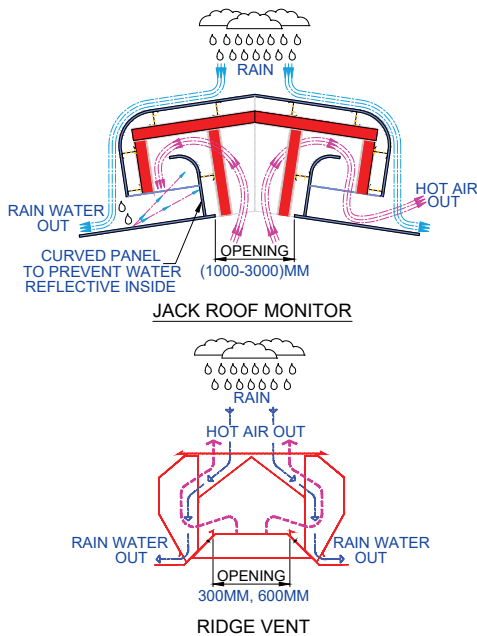 RAIN
HOT AIR
OUT
RAIN WATER
OUT
CURVED PANEL
TO PREVENT WATER
REFLECTIVE INSIDE
OPENING
(1000-3000)MM
JACK ROOF MONITOR
RAIN
HOT AIR OUT
RAIN WATER
OUT
RAIN WATER
OUT
OPENING
300MM, 600MM
RIDGE VENT